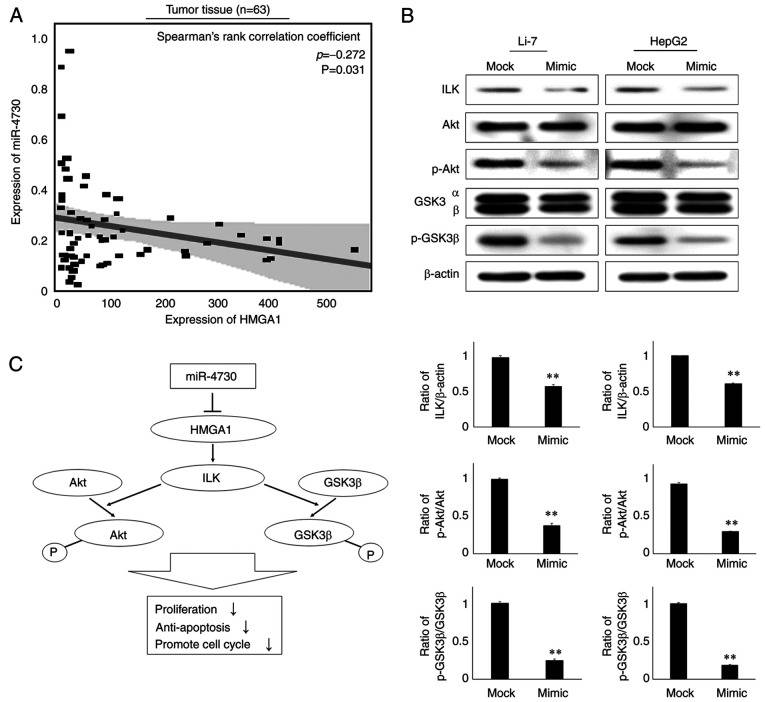 A
Tumor tissue (n=63)
Spearman's rank correlation coefficient
p=−0.272
P=0.031
Expression of miR-4730
1.0
0.8
0.6
0.4
0.2
0
0 100 200 300 400 500
Expression of HMGA1
B
Li-7 HepG2
Mock Mimic Mock Mimic
ILK
Akt
p-Akt
GSK3 α
β
p-GSK3β
β-actin
Ratio of
ILK/β-actin
1
0.5
0
Mock Mimic
**
Ratio of
ILK/β-actin
1
0.5
0
Mock Mimic
**
Ratio of
p-Akt/Akt
1
0.5
0
Mock Mimic
**
Ratio of
p-Akt/Akt
1
0.5
0
Mock Mimic
**
Ratio of
p-GSK3β/GSK3β
1
0.5
0
Mock Mimic
**
Ratio of
p-GSK3β/GSK3β
1
0.5
0
Mock Mimic
**
C
miR-4730
HMGA1
Akt ILK GSK3β
Akt GSK3β
P P
Proliferation ↓
Anti-apoptosis ↓
Promote cell cycle ↓